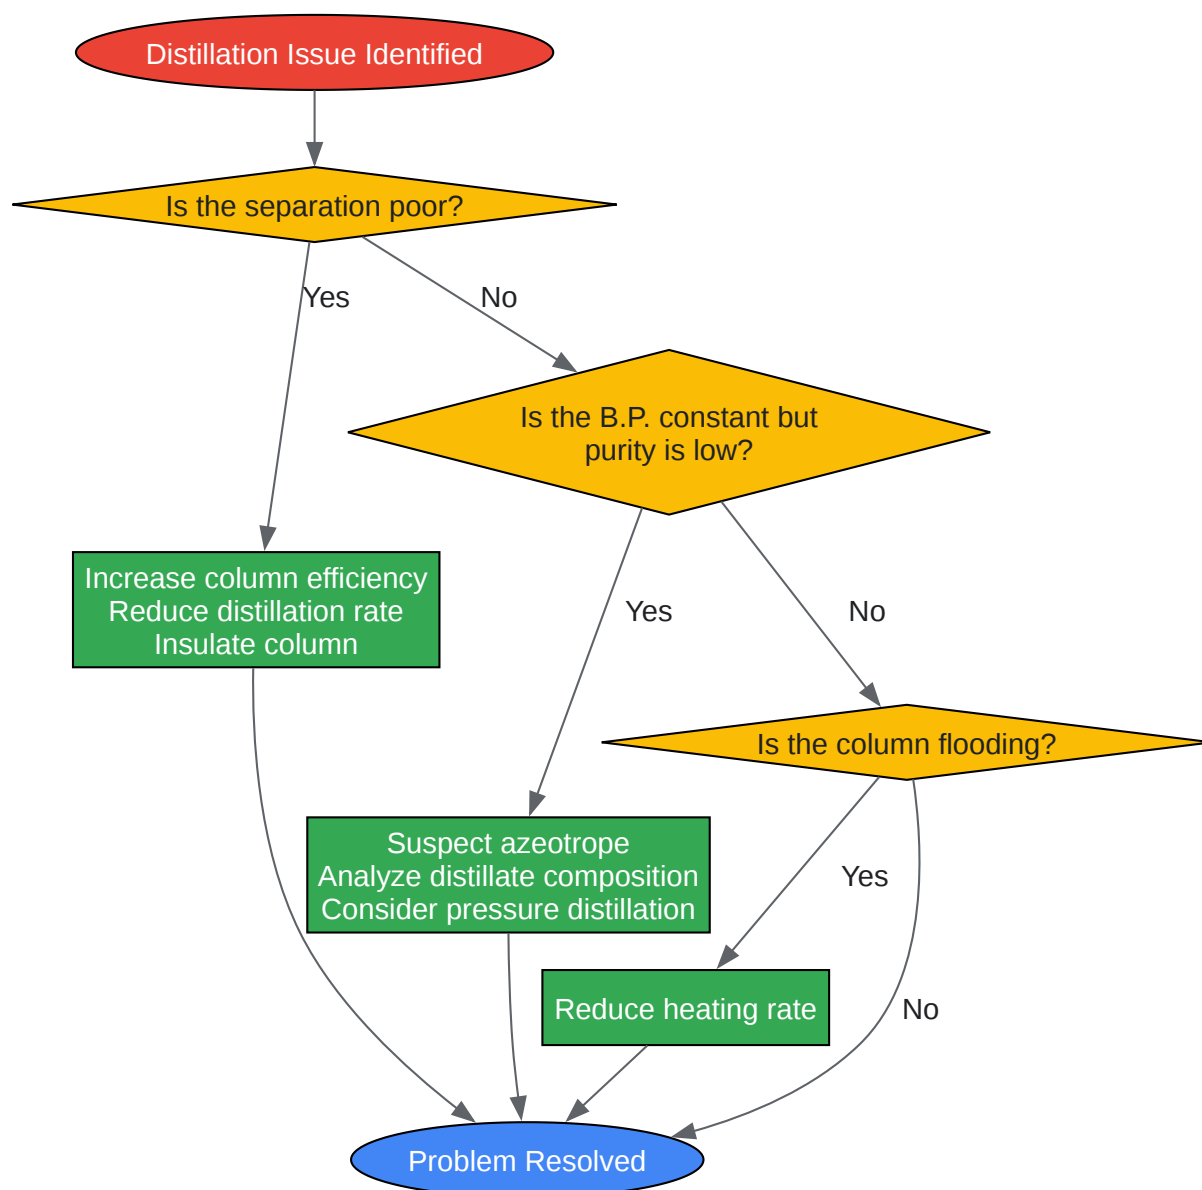 Distillation Issue Identified
Is the separation poor?
Yes
No
Is the B.P. constant but
purity is low?
Increase column efficiency
Reduce distillation rate
Insulate column
Yes
No
Is the column flooding?
Suspect azeotrope
Analyze distillate composition
Consider pressure distillation
Yes
Reduce heating rate
No
Problem Resolved